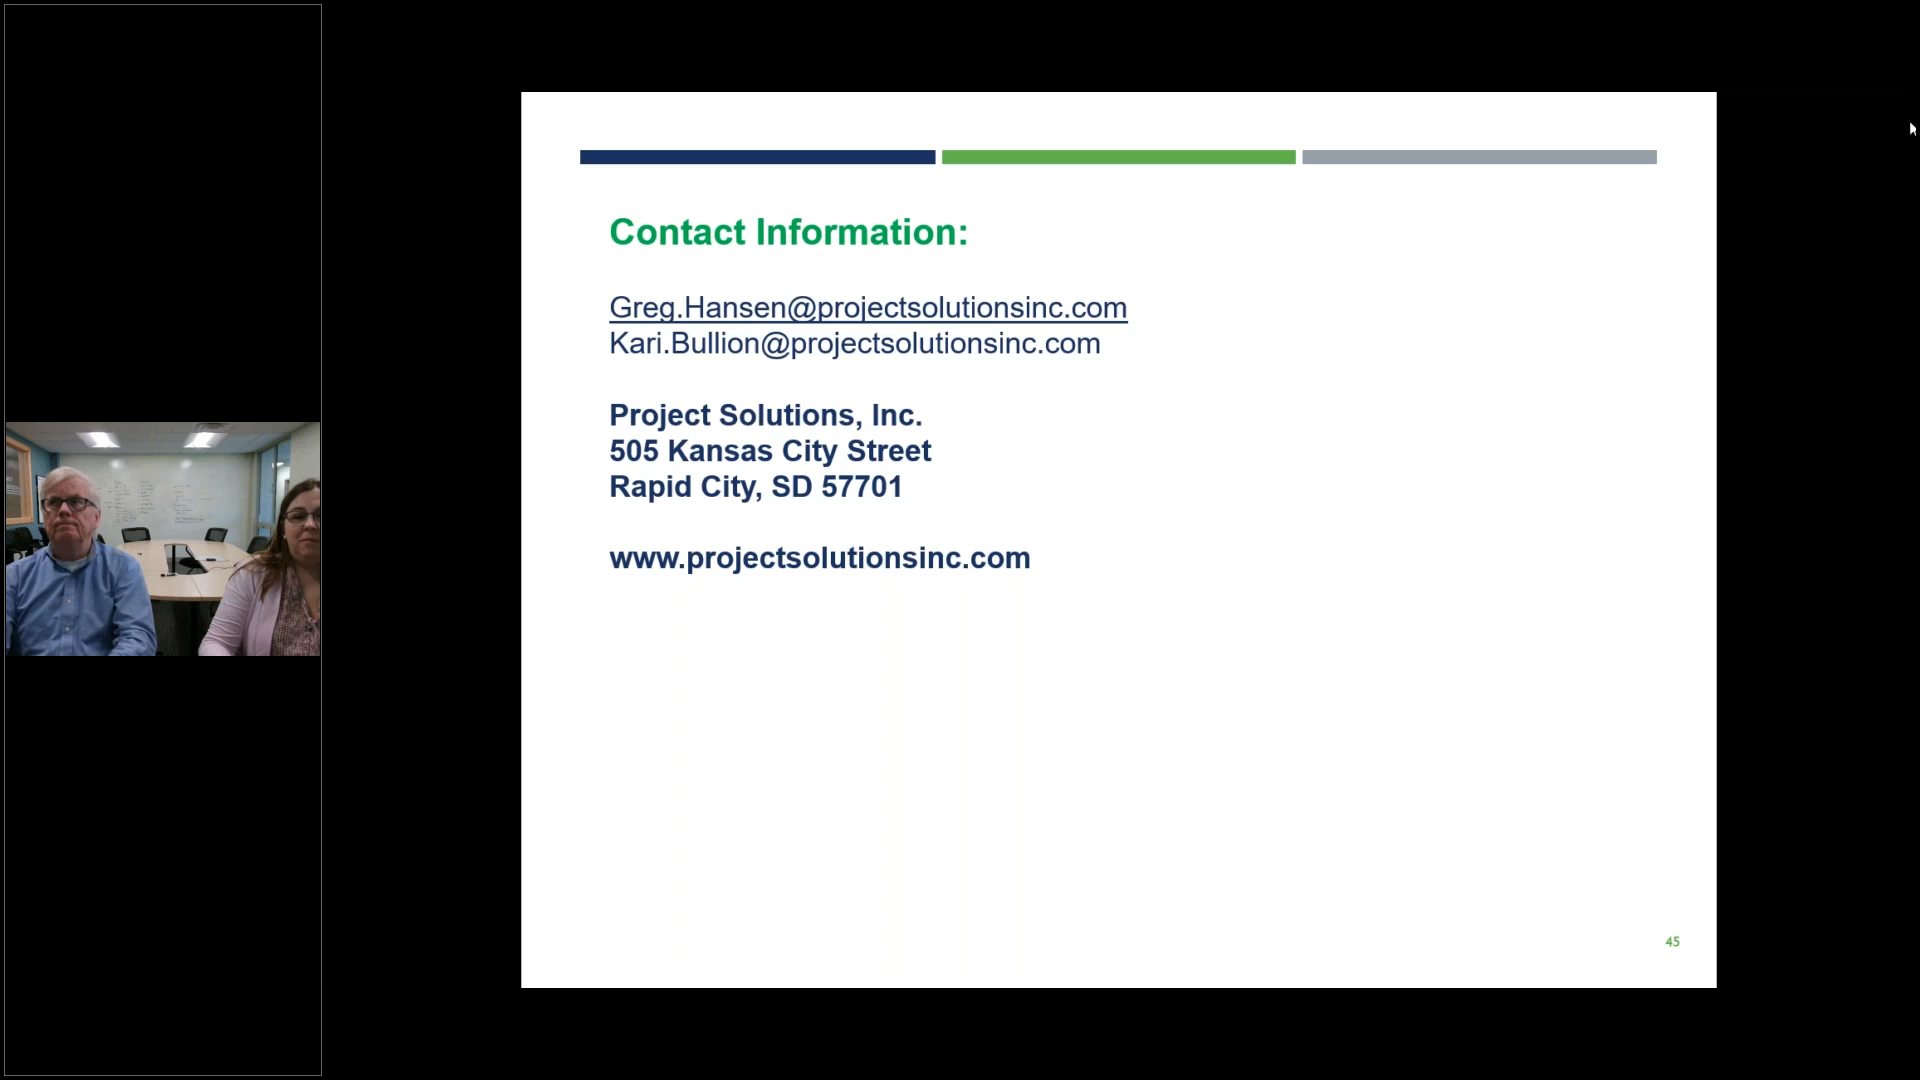 Contact Information:
Greg.Hansen@projectsolutionsinc.com
Kari.Bullion@projectsolutionsinc.com
Project Solutions, Inc.
505 Kansas City Street
Rapid City, SD 57701
www.projectsolutionsinc.com
45